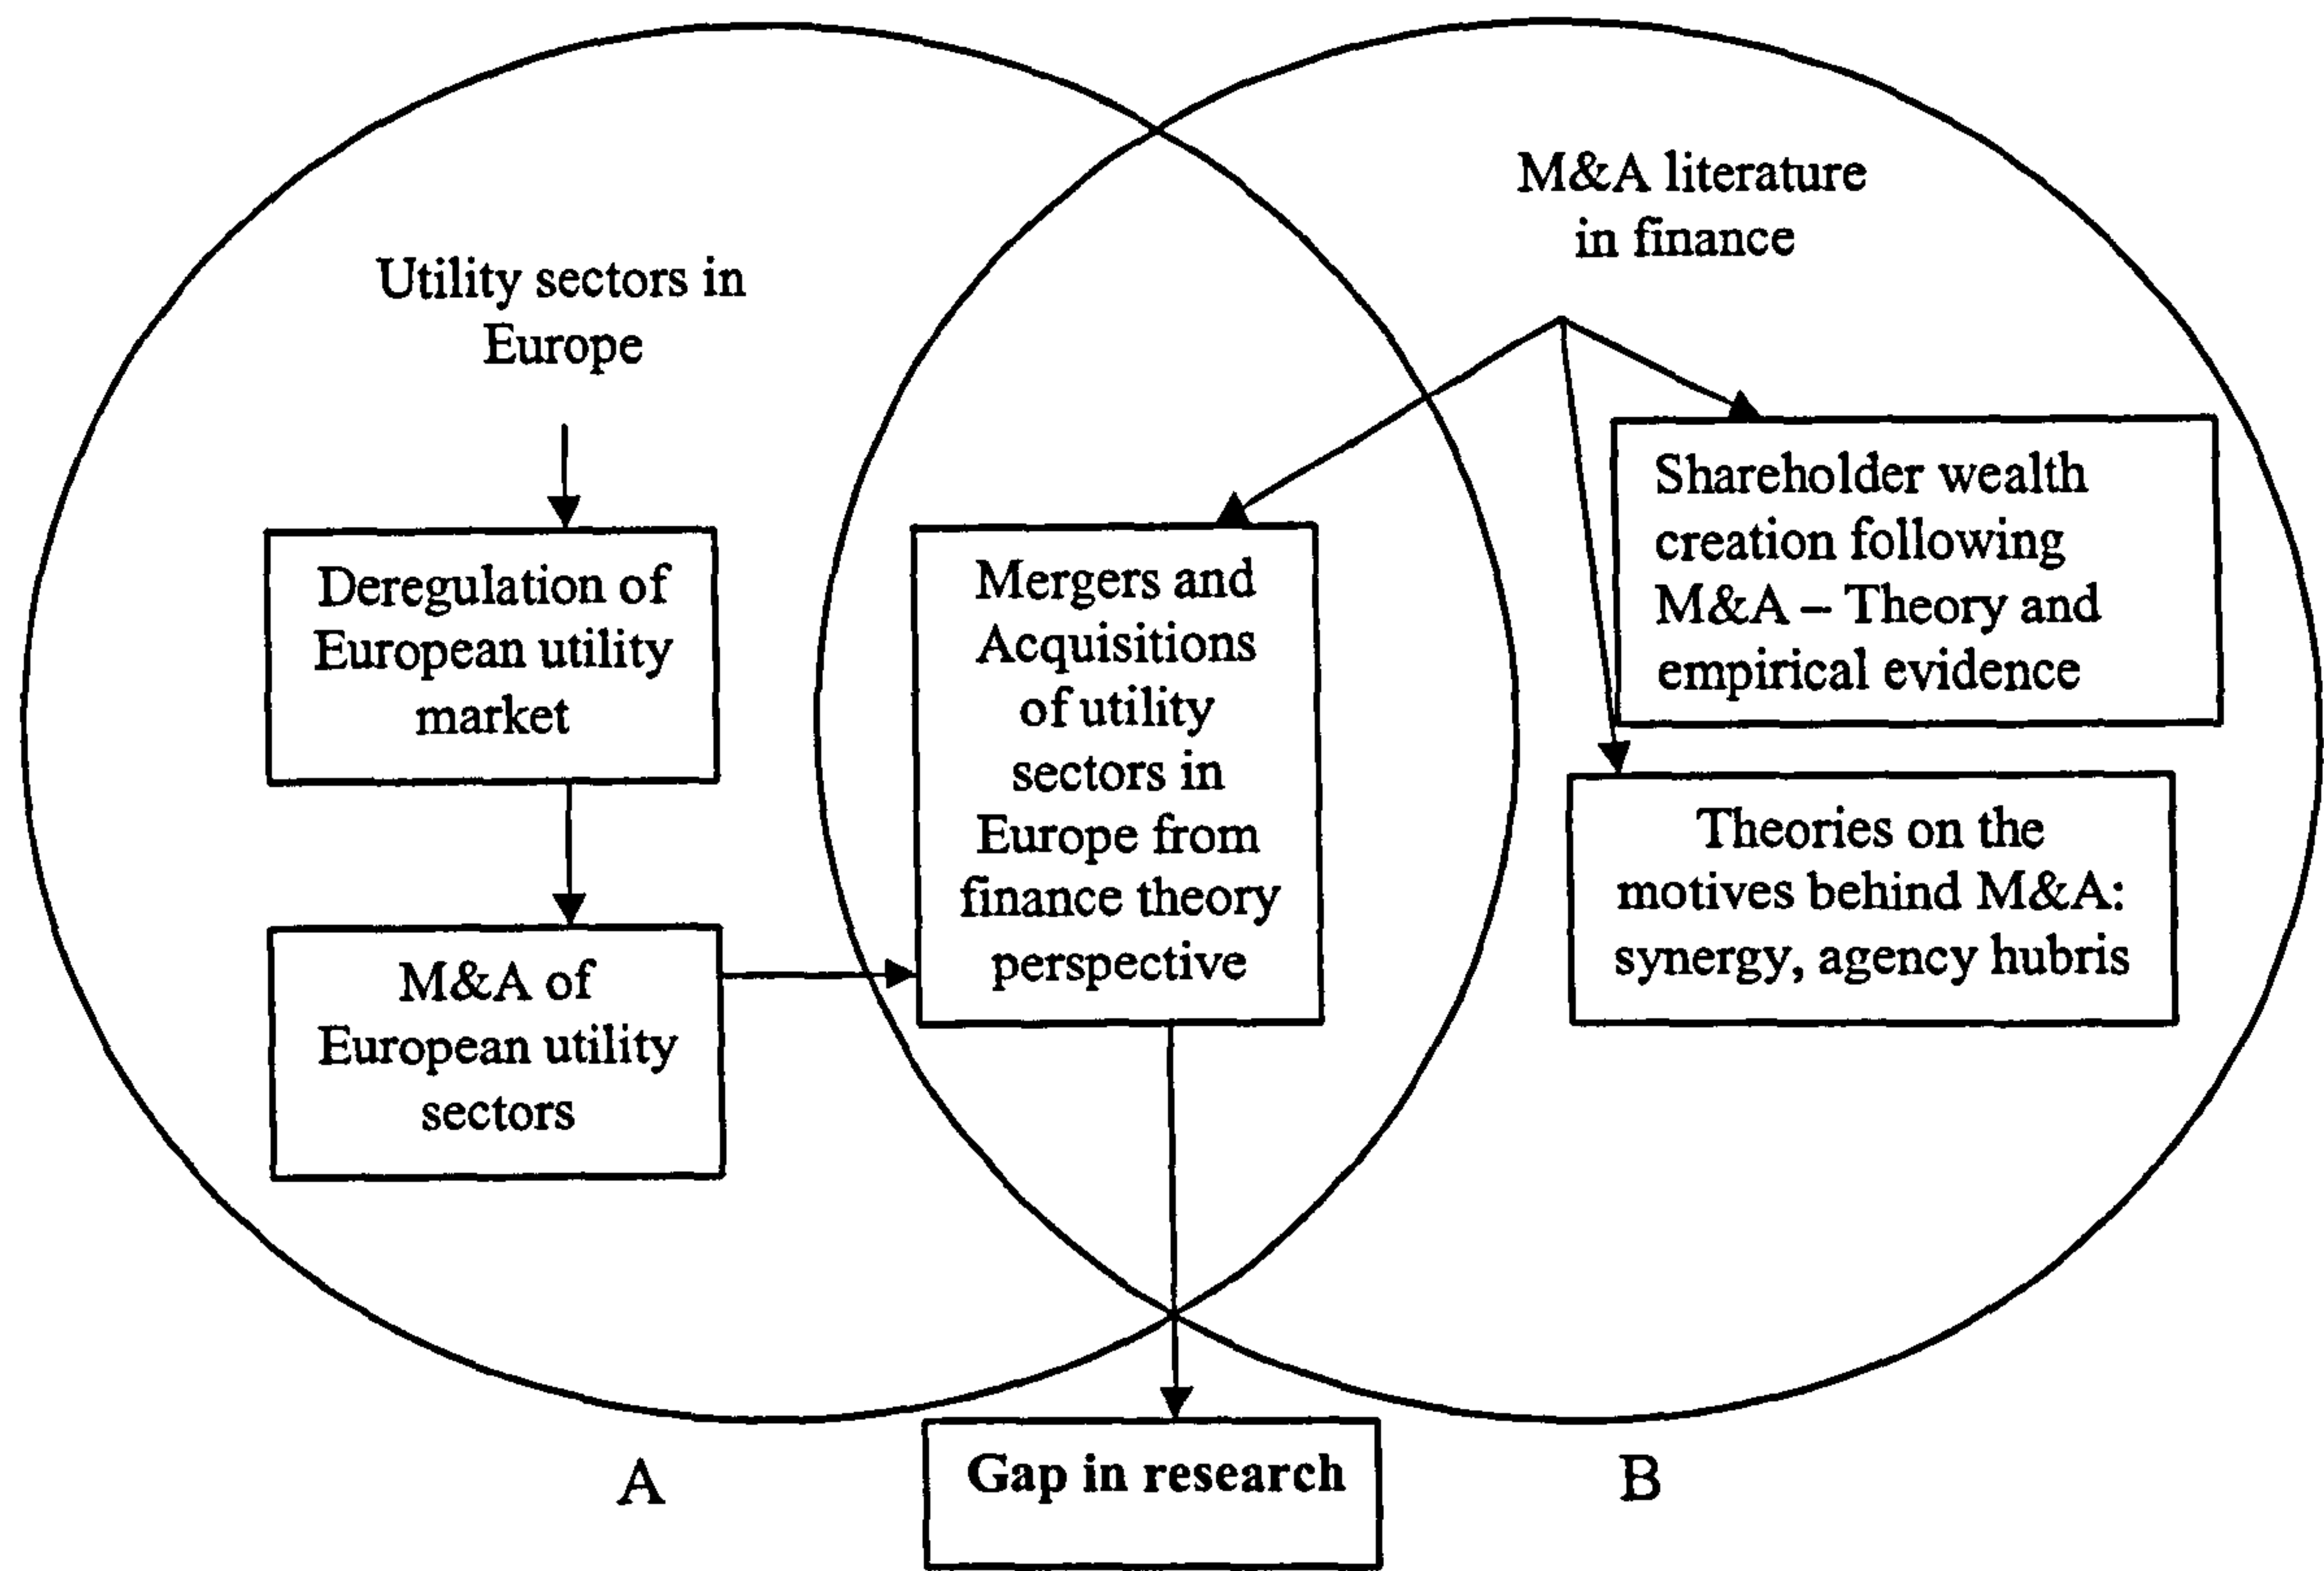 Utility sectors in
Europe
Deregulation of
European utility
market
M&A of
European utility
sectors
Mergers and
Acquisitions
of utility
sectors in
Europe from
finance theory
perspective
M&A literature
in finance
Shareholder wealth
creation following
M&A – Theory and
empirical evidence
Theories on the
motives behind M&A:
synergy, agency hubris
A
Gap in research
B